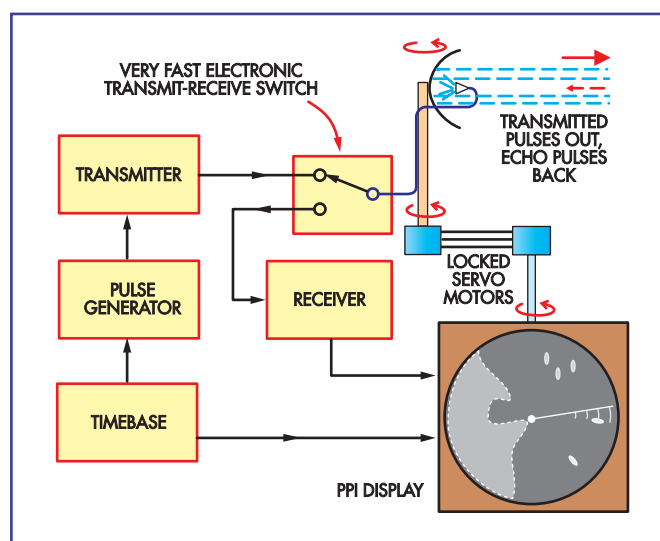 VERY FAST ELECTRONIC
TRANSMIT-RECEIVE SWITCH
TRANSMITTED
PULSES OUT,
ECHO PULSES
BACK
TRANSMITTER
PULSE
GENERATOR
RECEIVER
LOCKED
SERVO
MOTORS
TIMEBASE
PPI DISPLAY